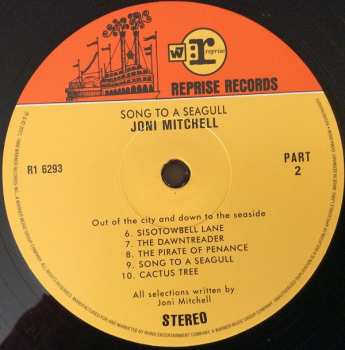 W
r
reprise
REPRISE RECORDS
SONG TO A SEAGULL
JONI MITCHELL
R1 6293
PART
2
Out of the city and down to the seaside
6. SISOTOWBELL LANE
7. THE DAWNTREADER
8. THE PIRATE OF PENANCE
9. SONG TO A SEAGULL
10. CACTUS TREE
All selections written by
Joni Mitchell
STEREO